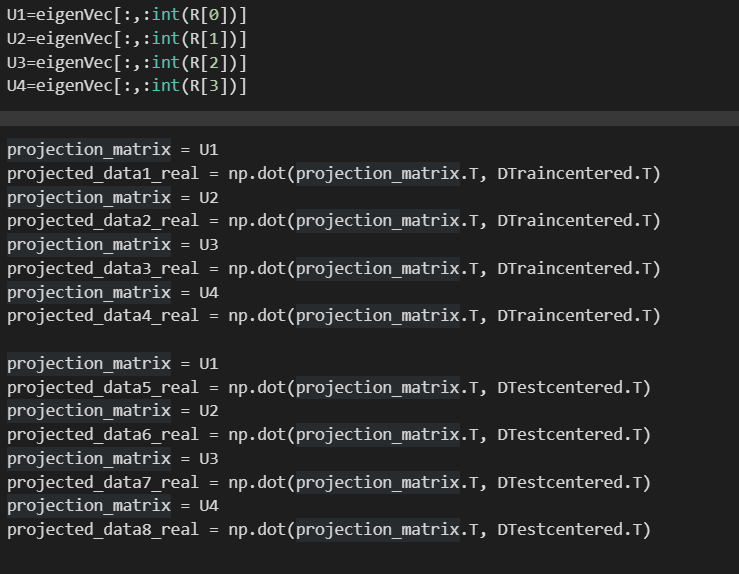 U1=eigenVec[:,:int(R[0])]
U2=eigenVec[:,:int(R[1])]
U3=eigenVec[:,:int(R[2])]
U4=eigenVec[:,:int(R[3])]
projection_matrix = U1
projected_data1_real = np.dot(projection_matrix.T, DTraincentered.T)
projection_matrix = U2
projected_data2_real = np.dot(projection_matrix.T, DTraincentered.T)
projection_matrix = U3
projected_data3_real = np.dot(projection_matrix.T, DTraincentered.T)
projection_matrix = U4
projected_data4_real = np.dot(projection_matrix.T, DTraincentered.T)
projection_matrix = U1
projected_data5_real = np.dot(projection_matrix.T, DTestcentered.T)
projection_matrix = U2
projected_data6_real = np.dot(projection_matrix.T, DTestcentered.T)
projection_matrix = U3
projected_data7_real = np.dot(projection_matrix.T, DTestcentered.T)
projection_matrix = U4
projected_data8_real = np.dot(projection_matrix.T, DTestcentered.T)